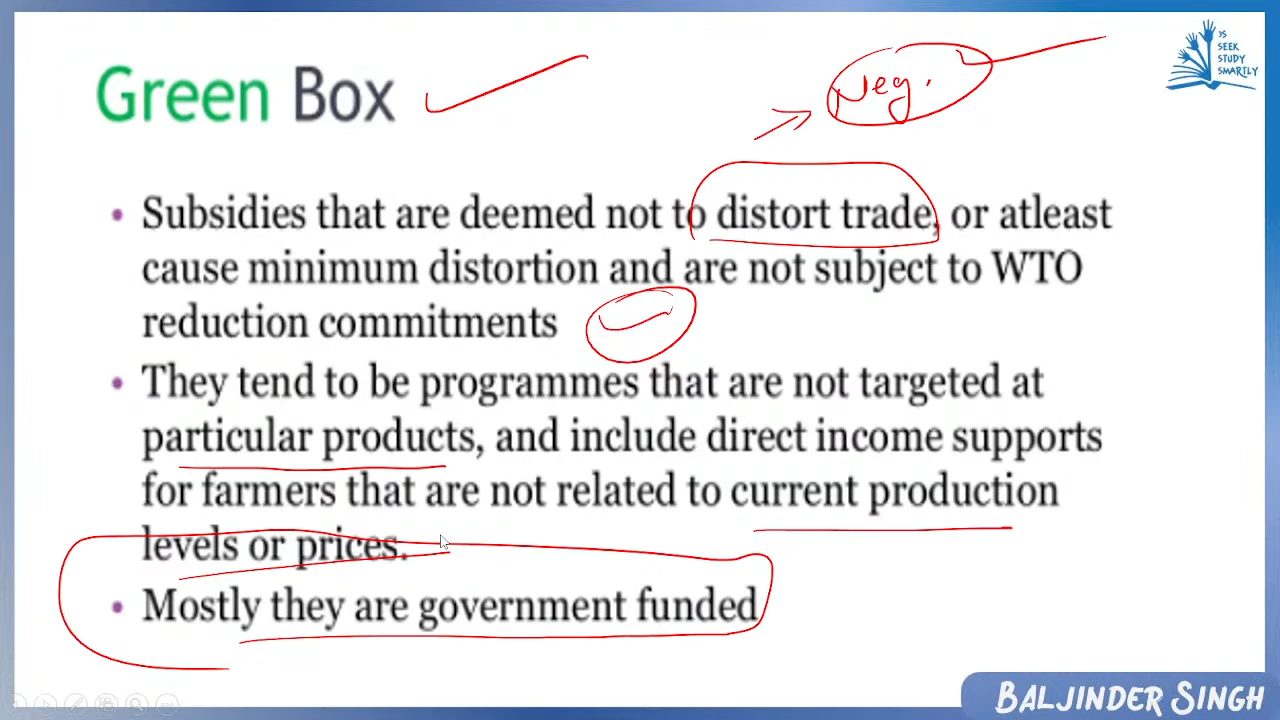 JS
SEEK
STUDY
SMARTLY
Green Box
Neg.
• Subsidies that are deemed not to distort trade, or atleast
cause minimum distortion and are not subject to WTO
reduction commitments
• They tend to be programmes that are not targeted at
particular products, and include direct income supports
for farmers that are not related to current production
levels or prices.
• Mostly they are government funded
BALJINDER SINGH